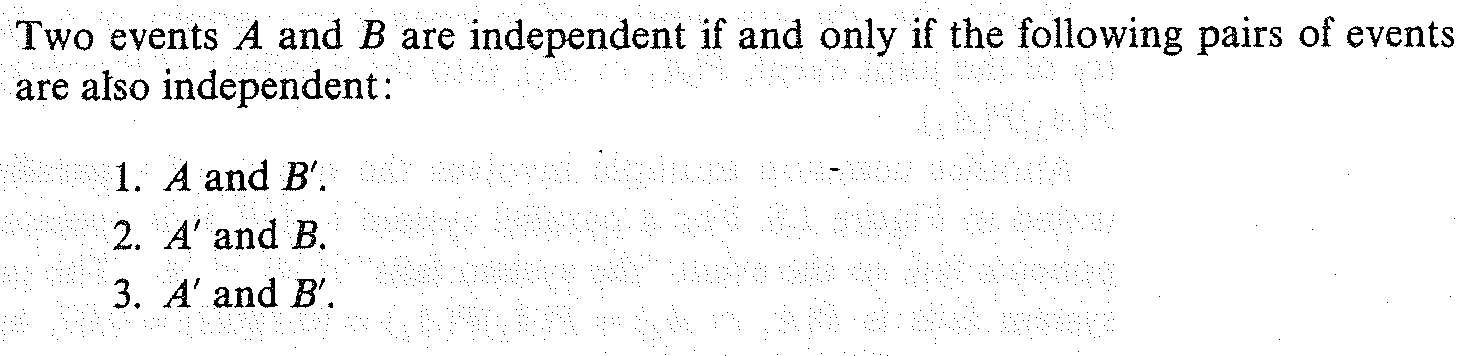 Two events A and B are independent if and only if the following pairs of events
are also independent:
1. A and B′.
2. A′ and B.
3. A′ and B′.